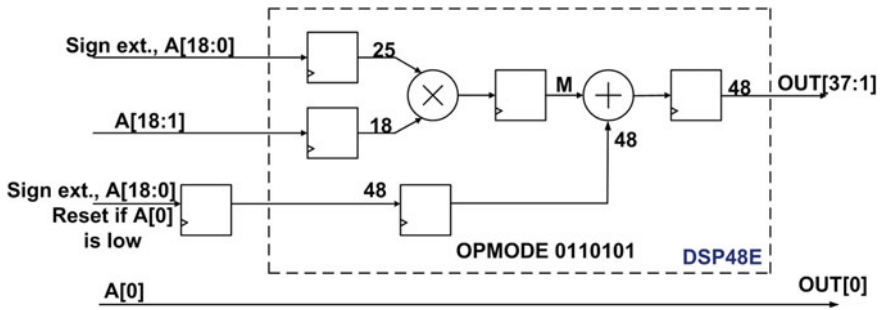 Sign ext., A[18:0]
25
A[18:1]
18
M
48
48
OUT[37:1]
Sign ext., A[18:0]
Reset if A[0]
is low
48
OPMODE 0110101
DSP48E
A[0]
OUT[0]